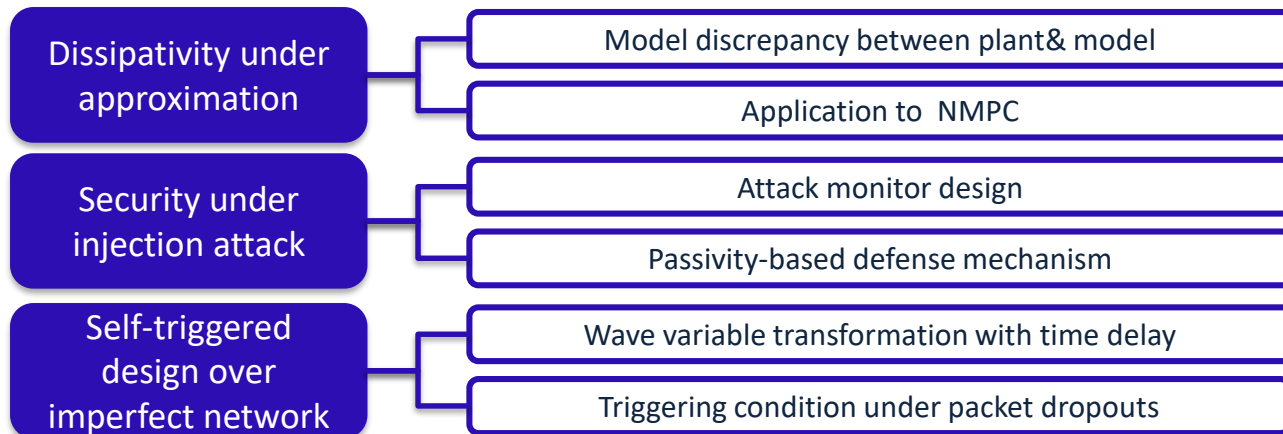 Dissipativity under
approximation
Model discrepancy between plant& model
Application to  NMPC
Security under
injection attack
Attack monitor design
Passivity-based defense mechanism
Self-triggered
design over
imperfect network
Wave variable transformation with time delay
Triggering condition under packet dropouts